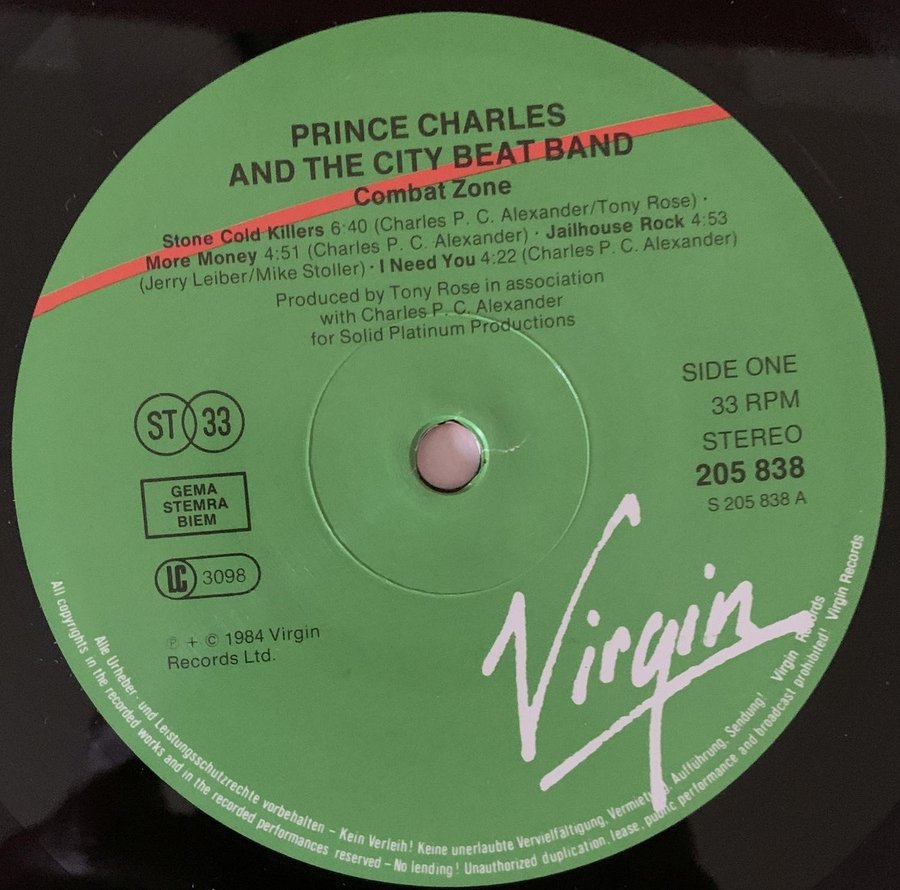 PRINCE CHARLES
AND THE CITY BEAT BAND
Combat Zone
Stone Cold Killers 6:40 (Charles P. C. Alexander/Tony Rose) ·
More Money 4:51 (Charles P. C. Alexander) · Jailhouse Rock 4:53
(Jerry Leiber/Mike Stoller) · I Need You 4:22 (Charles P. C. Alexander)
Produced by Tony Rose in association
with Charles P. C. Alexander
for Solid Platinum Productions
ST 33
GEMA
STEMRA
BIEM
LC 3098
℗ + © 1984 Virgin
Records Ltd.
SIDE ONE
33 RPM
STEREO
205 838
S 205 838 A
Virgin
Alle Urheber- und Leistungsschutzrechte vorbehalten – Kein Verleih! Keine unerlaubte Vervielfältigung, Vermietung, Aufführung, Sendung! Virgin Records
All copyrights in the recorded works and in the recorded performances reserved – No lending! Unauthorized duplication, lease, public performance and broadcast prohibited! Virgin Records